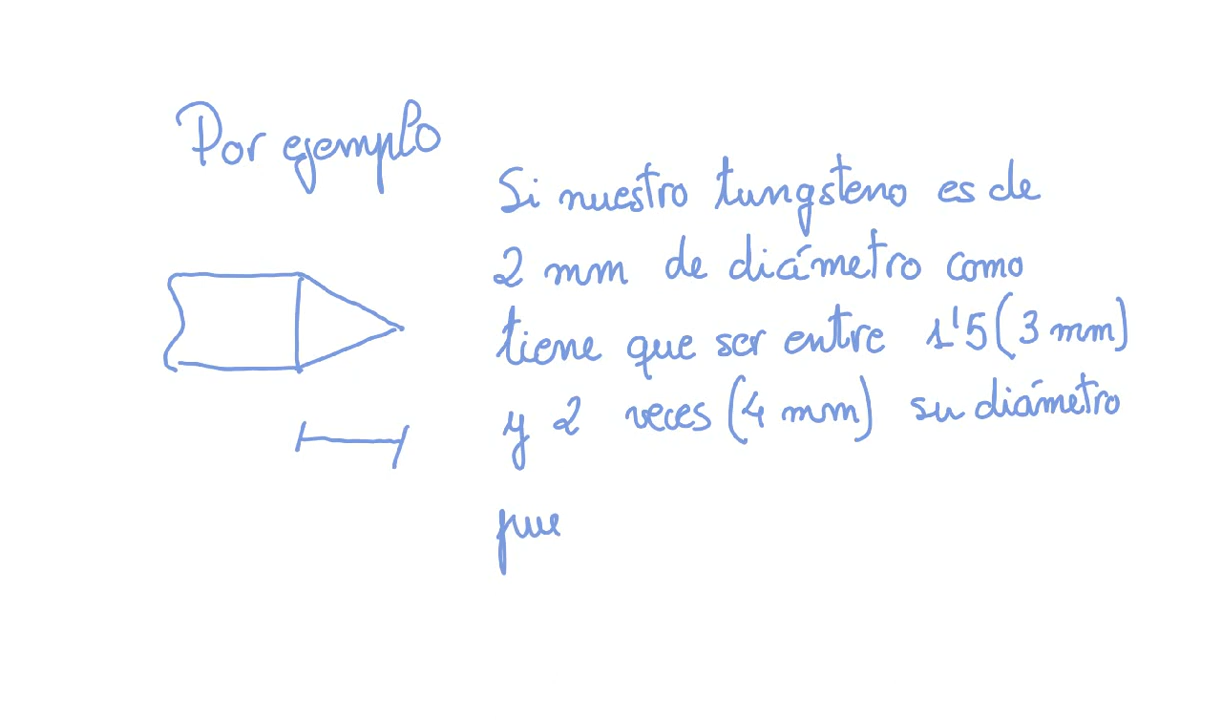 Por ejemplo
Si nuestro tungsteno es de
2 mm de diámetro como
tiene que ser entre 1'5 (3 mm)
y 2 veces (4 mm) su diámetro
pue